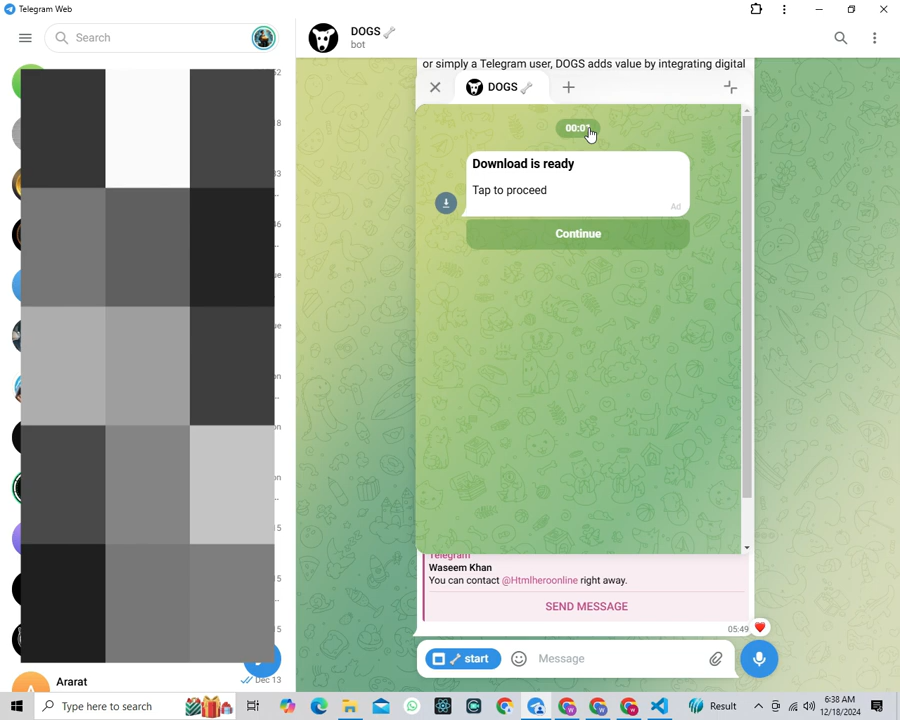 Telegram Web
Search
DOGS 🦴
bot
or simply a Telegram user, DOGS adds value by integrating digital
DOGS 🦴
Download is ready
Tap to proceed
Ad
Continue
Telegram
Waseem Khan
You can contact @Htmlheroonline right away.
SEND MESSAGE
05:49
start
Message
Ararat
Dec 13
Type here to search
Result
6:38 AM
12/18/2024